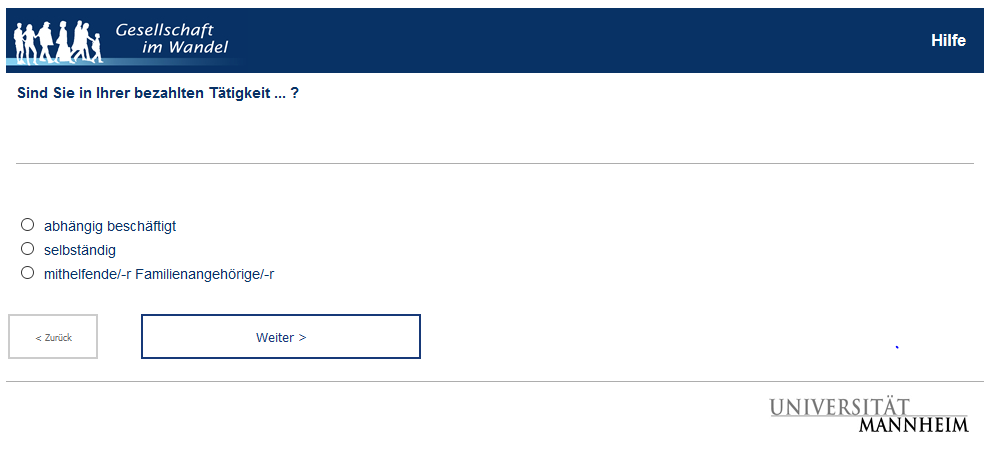 Gesellschaft
im Wandel
Hilfe
Sind Sie in Ihrer bezahlten Tätigkeit ... ?
abhängig beschäftigt
selbständig
mithelfende/-r Familienangehörige/-r
< Zurück
Weiter >
UNIVERSITÄT
MANNHEIM